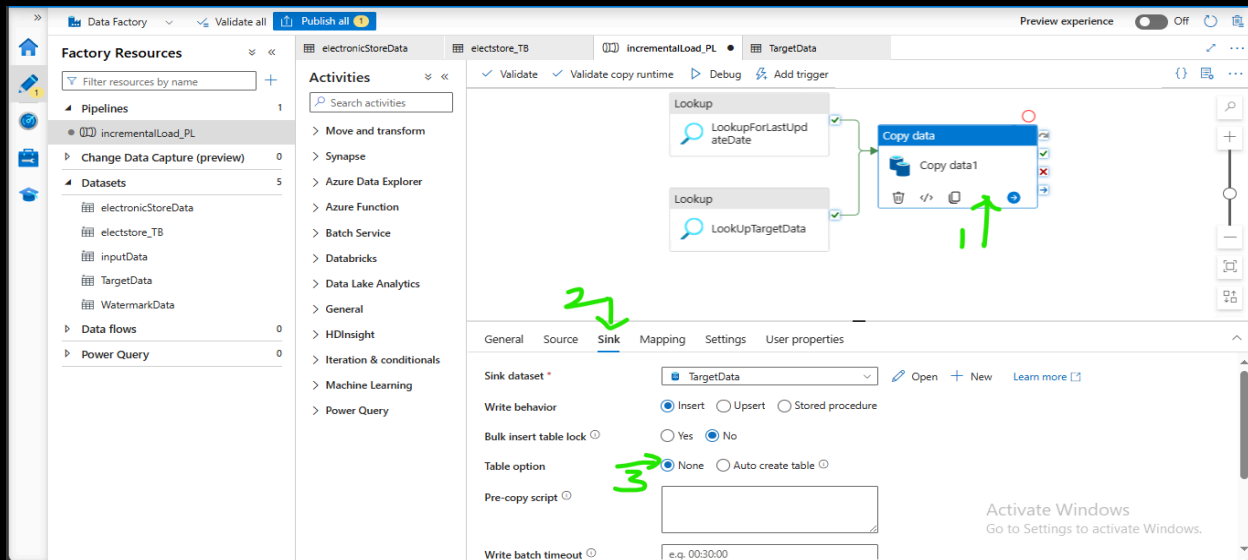 » Data Factory Validate all Publish all 1 Preview experience Off
Factory Resources
Filter resources by name
Pipelines 1
incrementalLoad_PL
Change Data Capture (preview) 0
Datasets 5
electronicStoreData
electstore_TB
inputData
TargetData
WatermarkData
Data flows 0
Power Query 0
1
electronicStoreData electstore_TB incrementalLoad_PL TargetData
Activities
Search activities
Move and transform
Synapse
Azure Data Explorer
Azure Function
Batch Service
Databricks
Data Lake Analytics
General
HDInsight
Iteration & conditionals
Machine Learning
Power Query
Validate Validate copy runtime Debug Add trigger
Lookup
LookupForLastUpd
ateDate
Lookup
LookUpTargetData
Copy data
Copy data1
1
2
General Source Sink Mapping Settings User properties
Sink dataset * TargetData Open + New Learn more
Write behavior Insert Upsert Stored procedure
Bulk insert table lock Yes No
Table option None Auto create table
3
Pre-copy script
Write batch timeout e.g. 00:30:00
Activate Windows
Go to Settings to activate Windows.